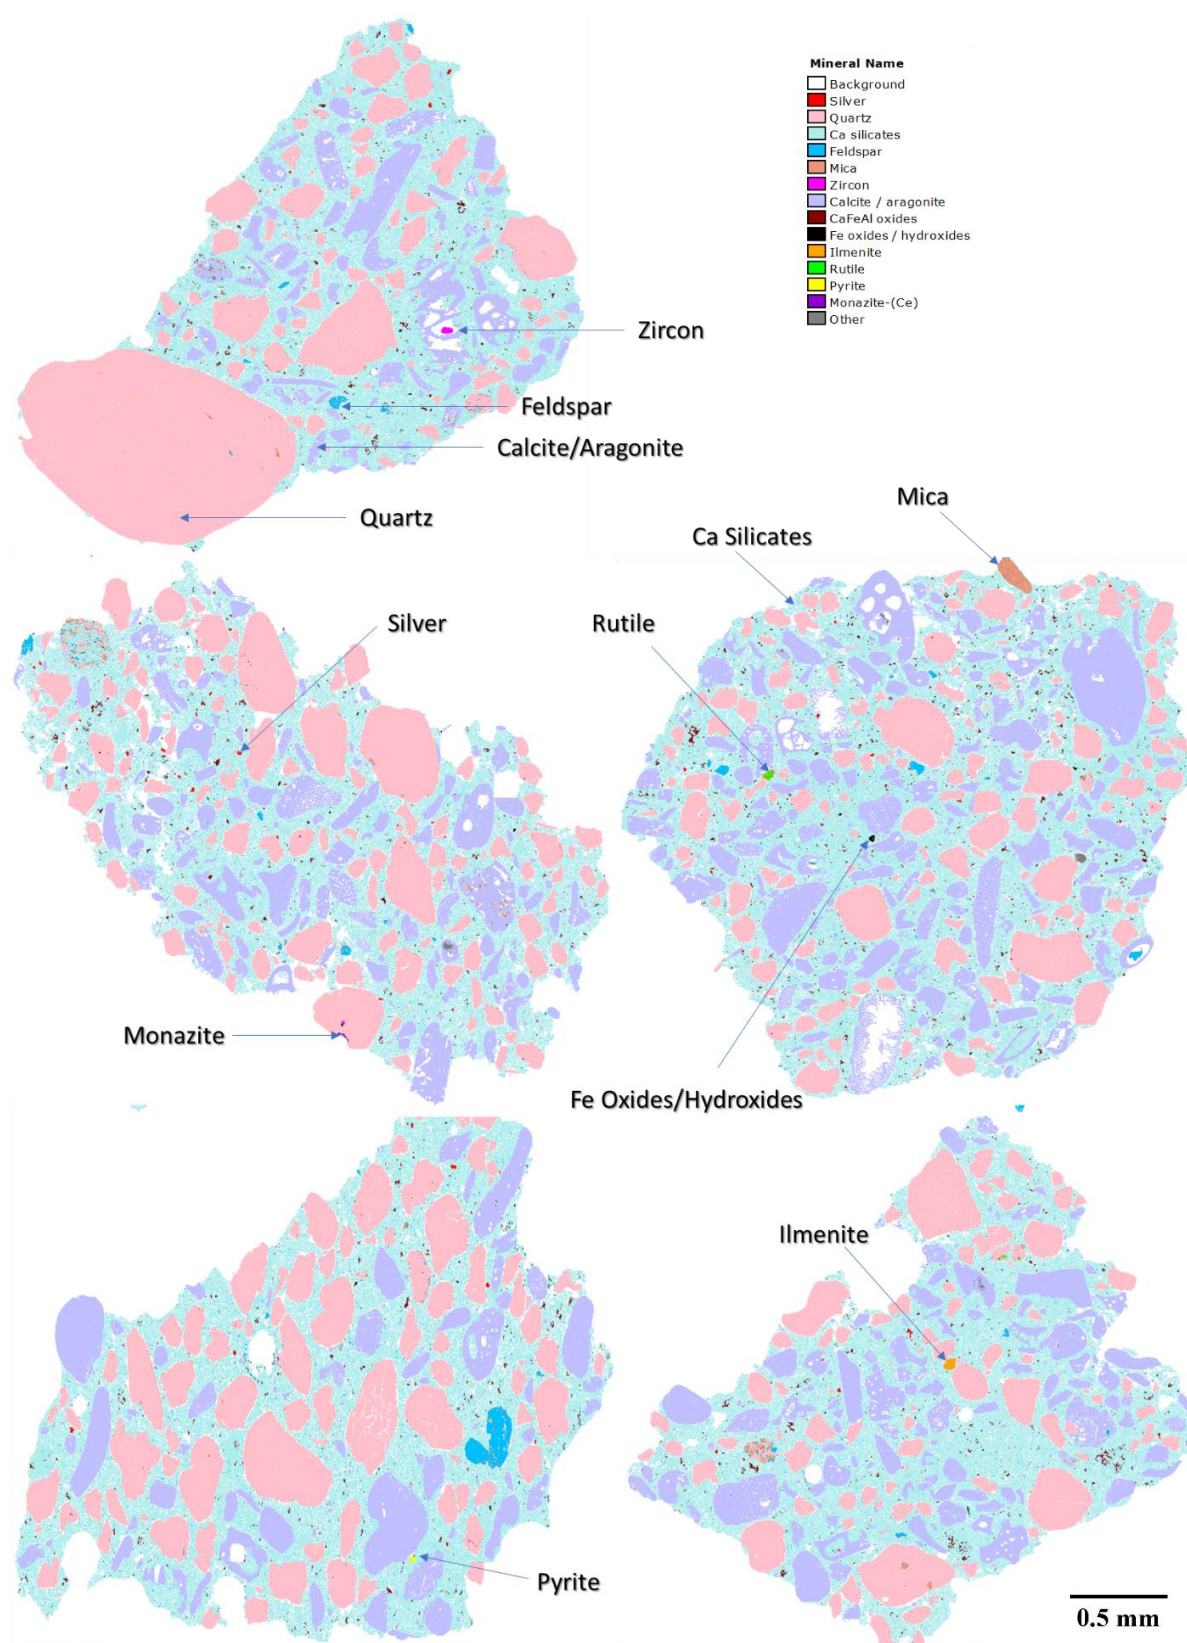 Mineral Name
Background
Silver
Quartz
Ca silicates
Feldspar
Mica
Zircon
Calcite / aragonite
CaFeAl oxides
Fe oxides / hydroxides
Ilmenite
Rutile
Pyrite
Monazite-(Ce)
Other
Zircon
Feldspar
Calcite/Aragonite
Quartz
Mica
Ca Silicates
Silver
Rutile
Monazite
Fe Oxides/Hydroxides
Ilmenite
Pyrite
0.5 mm